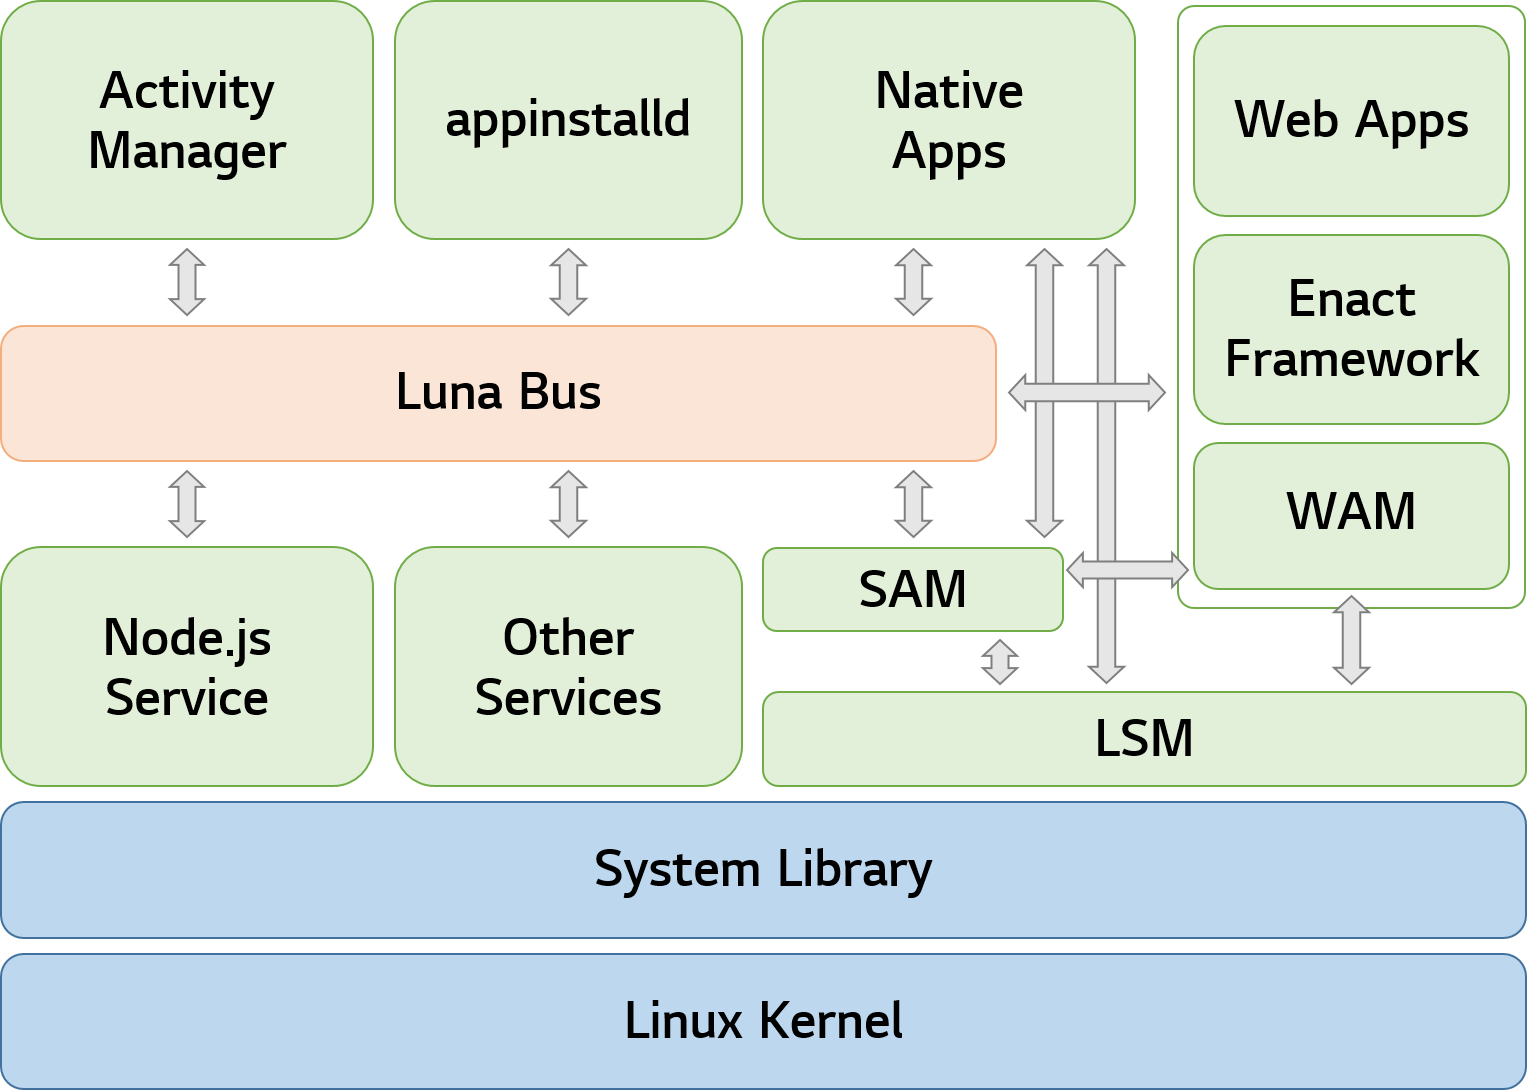 Activity
Manager
appinstalld
Native
Apps
Web Apps
Enact
Framework
WAM
Luna Bus
Node.js
Service
Other
Services
SAM
LSM
System Library
Linux Kernel